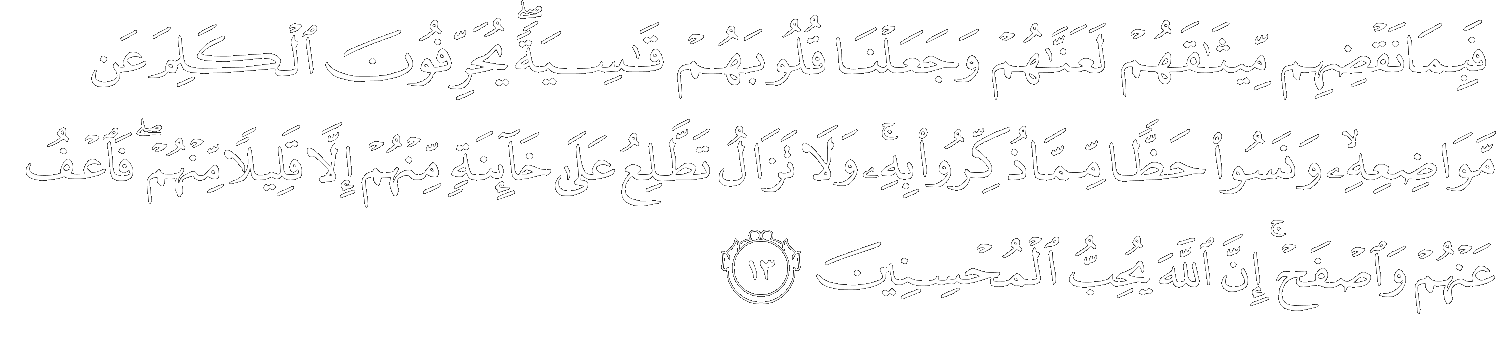 فَبِمَا نَقْضِهِم مِّيثَٰقَهُمْ لَعَنَّٰهُمْ وَجَعَلْنَا قُلُوبَهُمْ قَٰسِيَةًۖ يُحَرِّفُونَ ٱلْكَلِمَ عَن
مَّوَاضِعِهِۦۙ وَنَسُوا۟ حَظًّا مِّمَّا ذُكِّرُوا۟ بِهِۦۚ وَلَا تَزَالُ تَطَّلِعُ عَلَىٰ خَآئِنَةٍ مِّنْهُمْ إِلَّا قَلِيلًا مِّنْهُمْۖ فَٱعْفُ
عَنْهُمْ وَٱصْفَحْۚ إِنَّ ٱللَّهَ يُحِبُّ ٱلْمُحْسِنِينَ ١٣